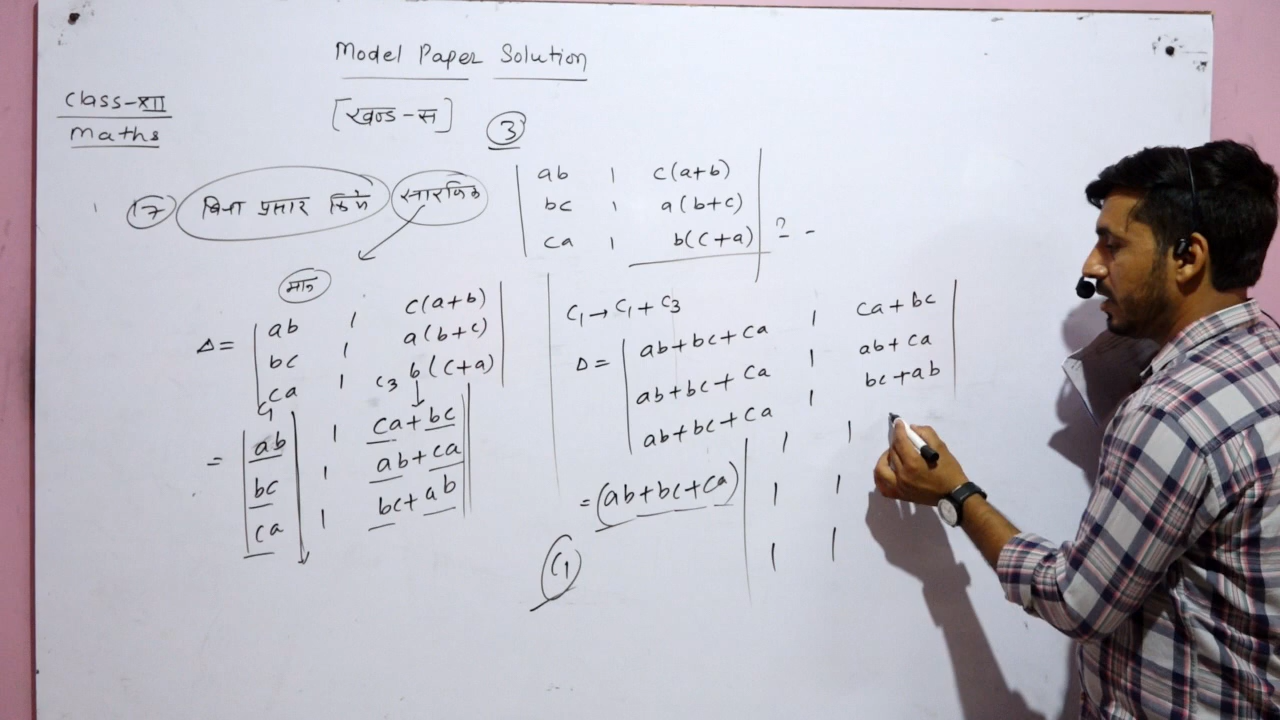 Model Paper Solution
Class-XII
Maths
[खण्ड-स]
3
17 बिना प्रसार किये सारणिक
ab 1 c(a+b)
bc 1 a(b+c)
ca 1 b(c+a) ? -
मान
Δ = ab 1 c(a+b)
bc 1 a(b+c)
ca 1 b(c+a)
C1 C3
= ab 1 ca+bc
bc 1 ab+ca
ca 1 bc+ab
C1→C1+C3
Δ = ab+bc+ca 1 ca+bc
ab+bc+ca 1 ab+ca
ab+bc+ca 1 bc+ab
= (ab+bc+ca) 1 1
1 1
1 1
C1